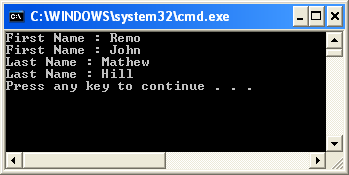 C:\WINDOWS\system32\cmd.exe
First Name : Remo
First Name : John
Last Name : Mathew
Last Name : Hill
Press any key to continue . . .